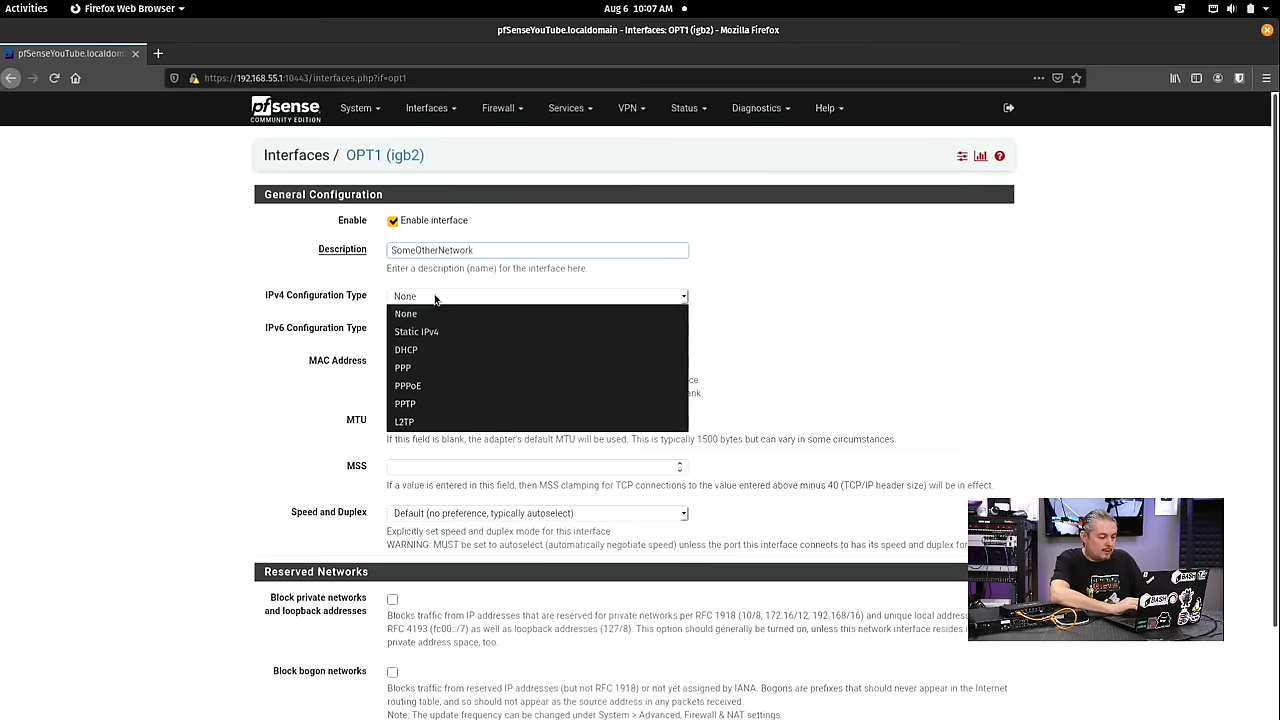 Activities
Firefox Web Browser
Aug 6 10:07 AM
pfSenseYouTube.localdomain - Interfaces: OPT1 (igb2) - Mozilla Firefox
pfSenseYouTube.localdom
https://192.168.55.1:10443/interfaces.php?if=opt1
pfsense
COMMUNITY EDITION
System
Interfaces
Firewall
Services
VPN
Status
Diagnostics
Help
Interfaces / OPT1 (igb2)
General Configuration
Enable
Enable interface
Description
SomeOtherNetwork
Enter a description (name) for the interface here.
IPv4 Configuration Type
None
None
Static IPv4
IPv6 Configuration Type
DHCP
MAC Address
PPP
ce.
PPPoE
nk.
PPTP
MTU
L2TP
If this field is blank, the adapter's default MTU will be used. This is typically 1500 bytes but can vary in some circumstances.
MSS
If a value is entered in this field, then MSS clamping for TCP connections to the value entered above minus 40 (TCP/IP header size) will be in effect.
Speed and Duplex
Default (no preference, typically autoselect)
Explicitly set speed and duplex mode for this interface.
WARNING: MUST be set to autoselect (automatically negotiate speed) unless the port this interface connects to has its speed and duplex for
Reserved Networks
Block private networks
and loopback addresses
Blocks traffic from IP addresses that are reserved for private networks per RFC 1918 (10/8, 172.16/12, 192.168/16) and unique local addre
RFC 4193 (fc00::/7) as well as loopback addresses (127/8). This option should generally be turned on, unless this network interface resides
private address space, too.
Block bogon networks
Blocks traffic from reserved IP addresses (but not RFC 1918) or not yet assigned by IANA. Bogons are prefixes that should never appear in the Internet
routing table, and so should not appear as the source address in any packets received.
Note: The update frequency can be changed under System > Advanced, Firewall & NAT settings.
BASH
BASH